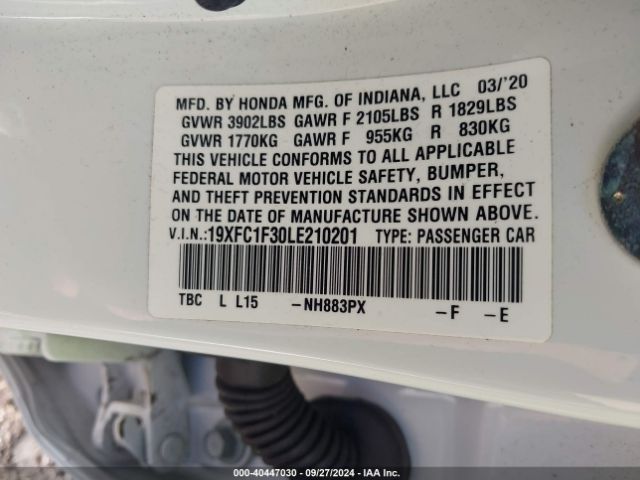 MFD. BY HONDA MFG. OF INDIANA, LLC 03/'20
GVWR 3902LBS GAWR F 2105LBS R 1829LBS
GVWR 1770KG GAWR F 955KG R 830KG
THIS VEHICLE CONFORMS TO ALL APPLICABLE
FEDERAL MOTOR VEHICLE SAFETY, BUMPER,
AND THEFT PREVENTION STANDARDS IN EFFECT
ON THE DATE OF MANUFACTURE SHOWN ABOVE.
V.I.N.:19XFC1F30LE210201 TYPE: PASSENGER CAR
TBC L L15 -NH883PX -F -E
000-40447030 - 09/27/2024 - IAA Inc.